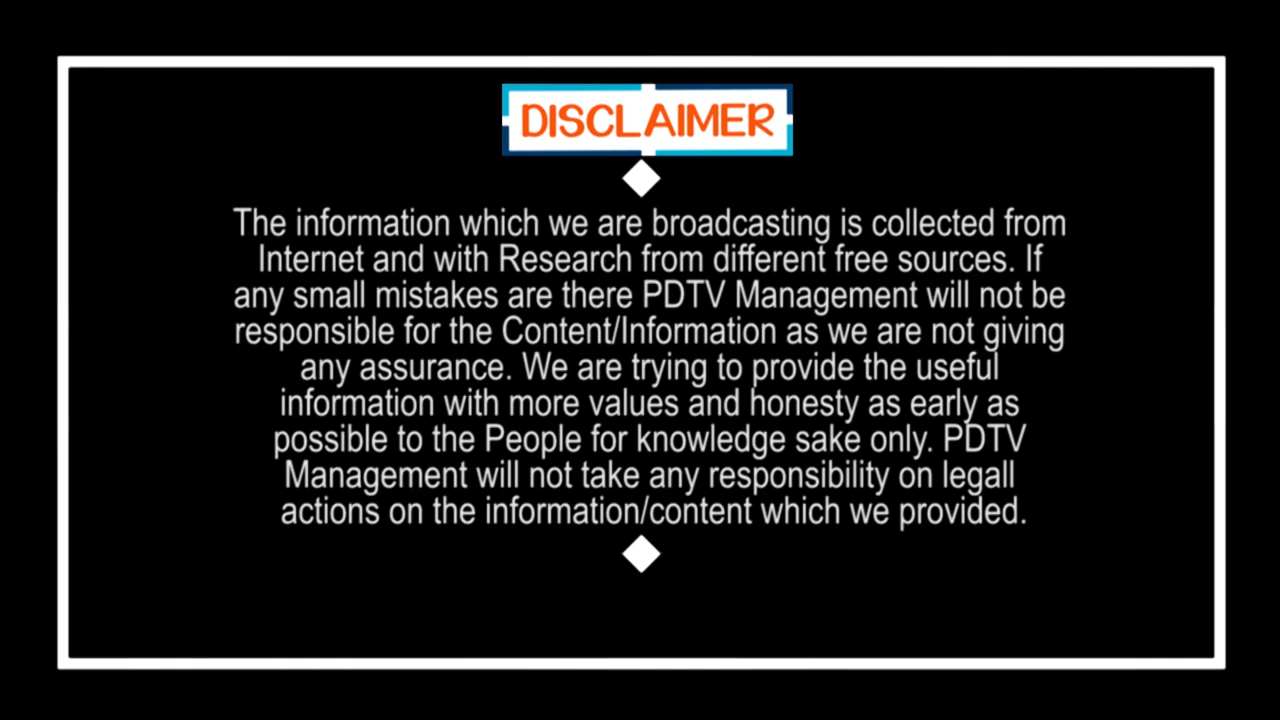 DISCLAIMER
The information which we are broadcasting is collected from
Internet and with Research from different free sources. If
any small mistakes are there PDTV Management will not be
responsible for the Content/Information as we are not giving
any assurance. We are trying to provide the useful
information with more values and honesty as early as
possible to the People for knowledge sake only. PDTV
Management will not take any responsibility on legall
actions on the information/content which we provided.